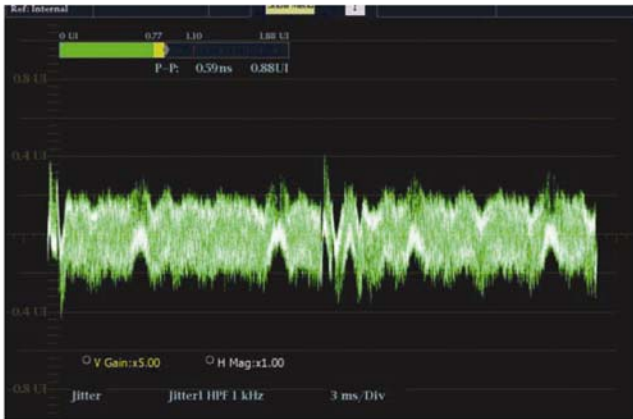 Ref: Internal
0 UI 0.77 1.10 1.88 UI
P-P: 0.59ns 0.88UI
0.8 UI
0.4 UI
0.4 UI
0.8 UI
V Gain:x5.00 H Mag:x1.00
Jitter Jitter1 HPF 1 kHz 3 ms/Div